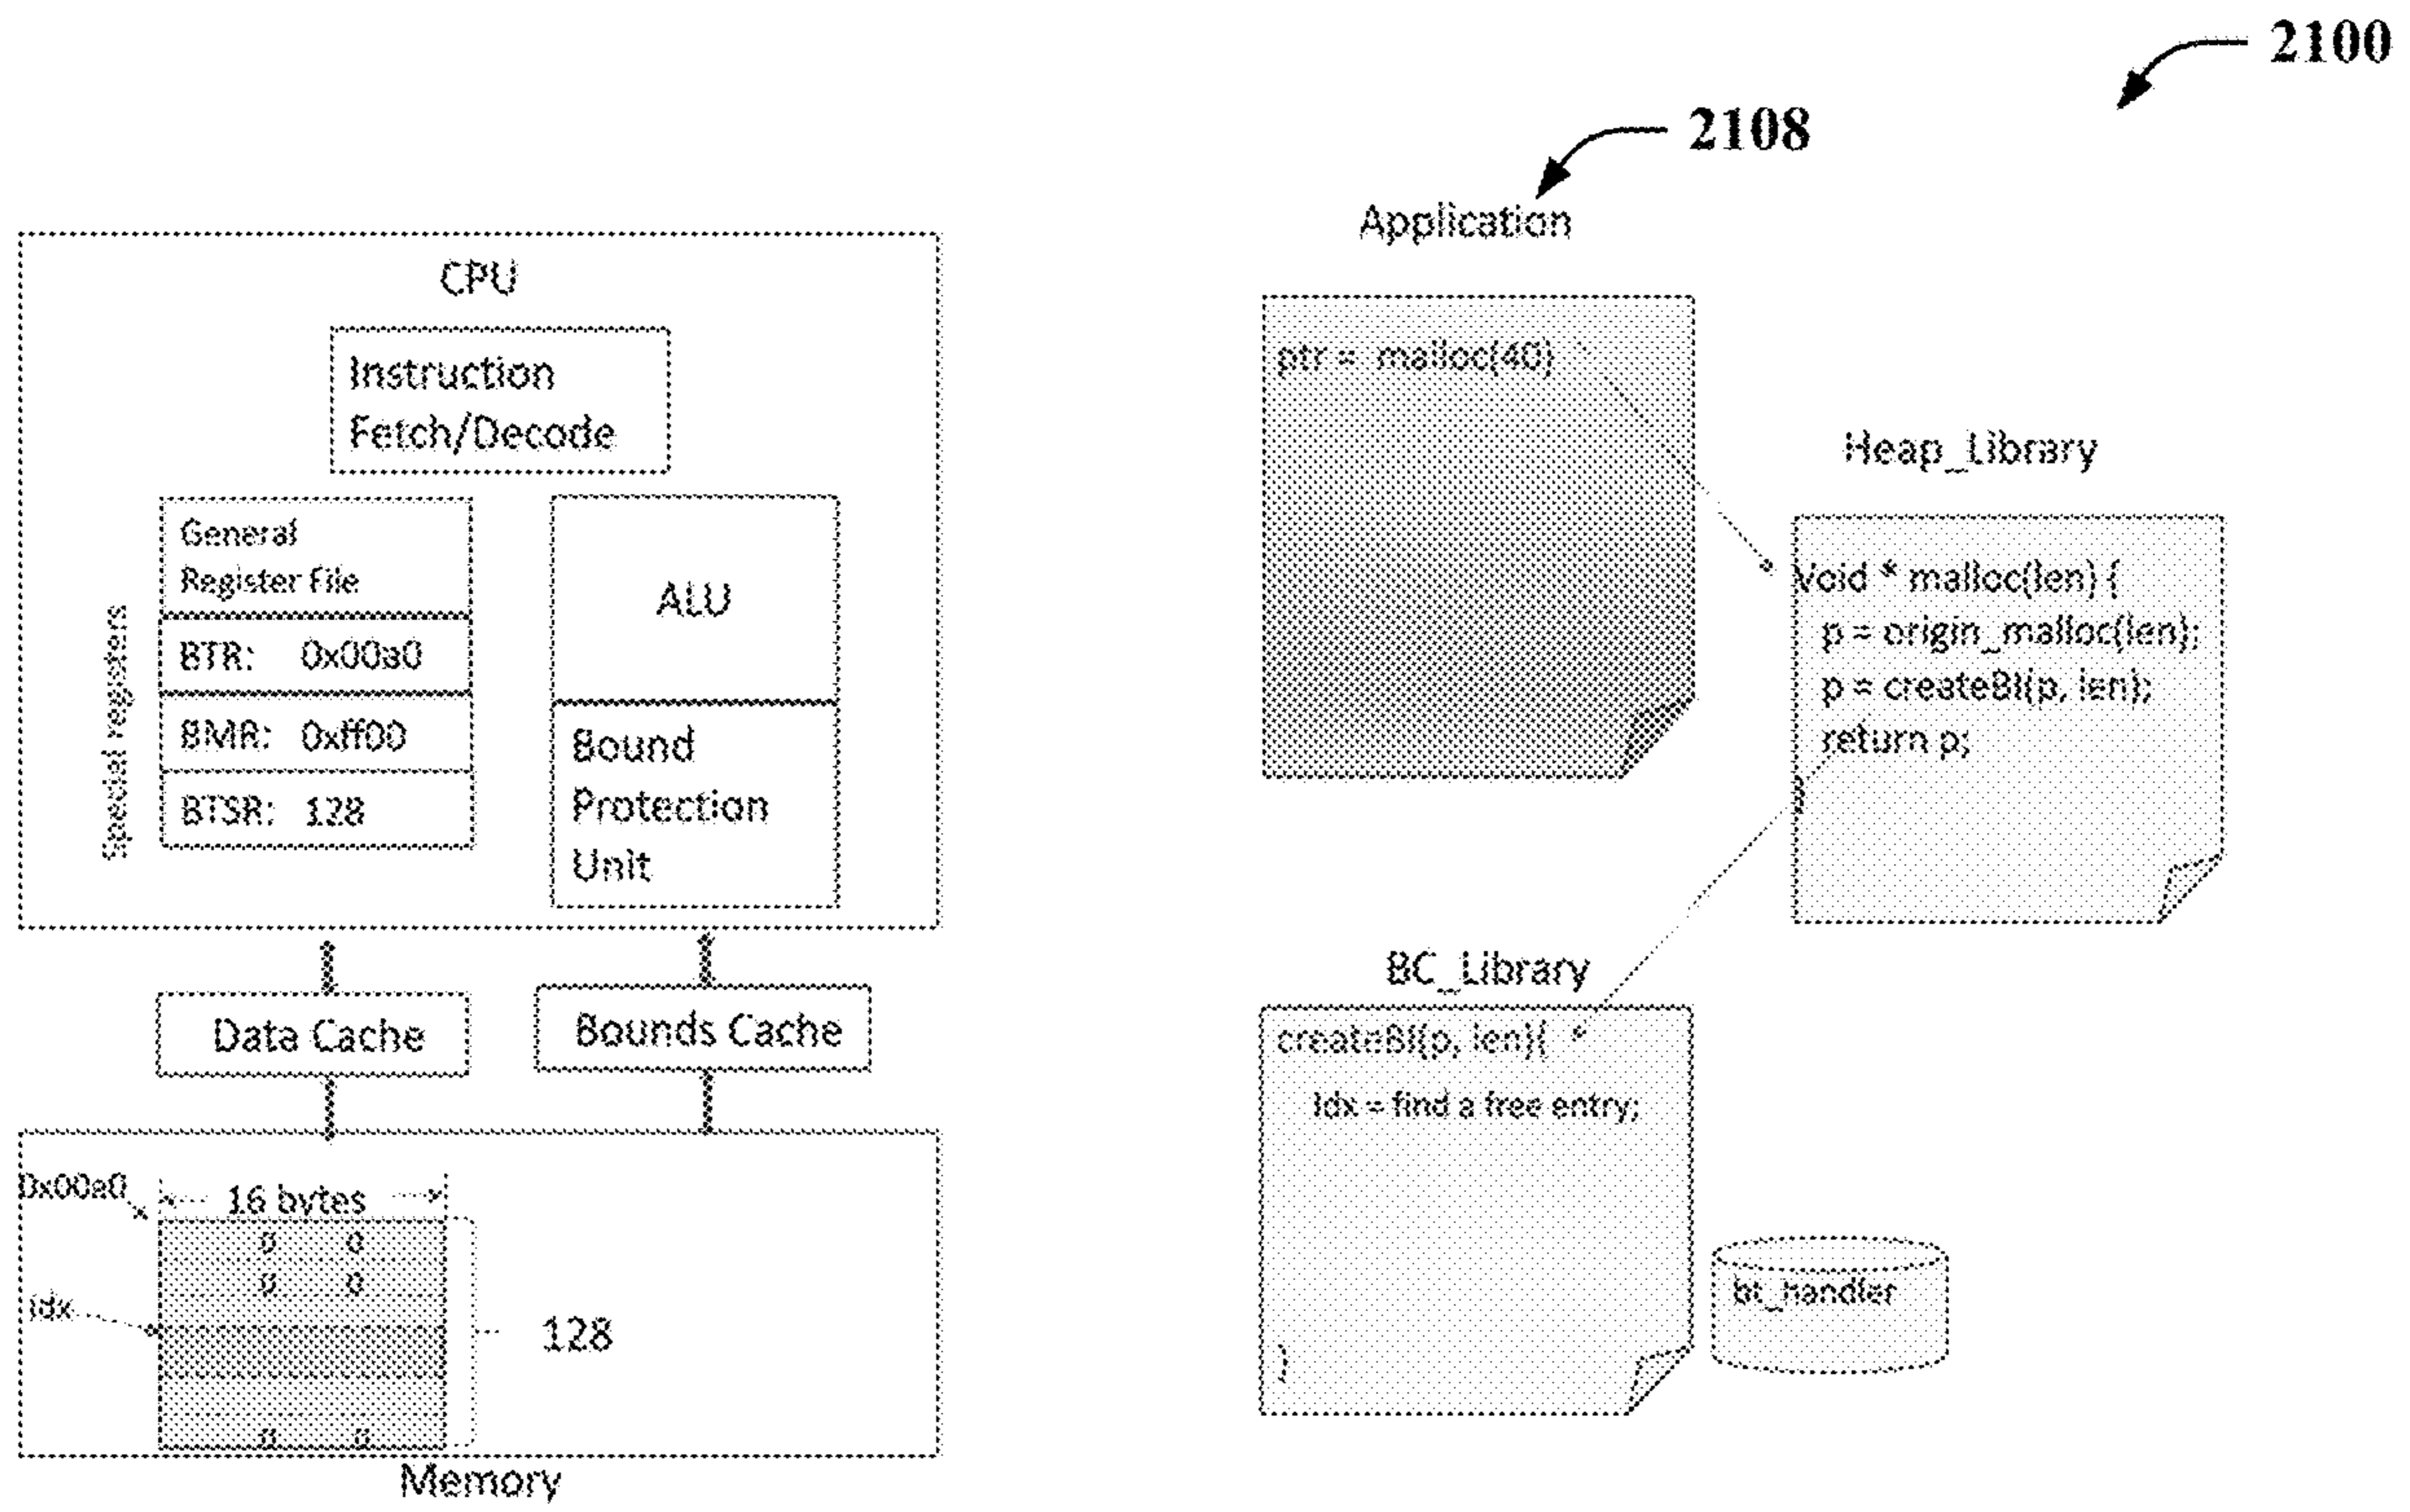 2100
2108
Application
CPU
Instruction
Fetch/Decode
General
Register File
Special registers
BTR: 0x00a0
BMR: 0xff00
BTSR: 128
ALU
Bound
Protection
Unit
Data Cache
Bounds Cache
0x00a0
16 bytes
0 0
0 0
idx
128
0 0
Memory
ptr = malloc(40)
Heap_Library
Void * malloc(len) {
p = origin_malloc(len);
p = createBI(p, len);
return p;
}
BC_Library
createBI(p, len){
Idx = find a free entry;
}
bt_handler